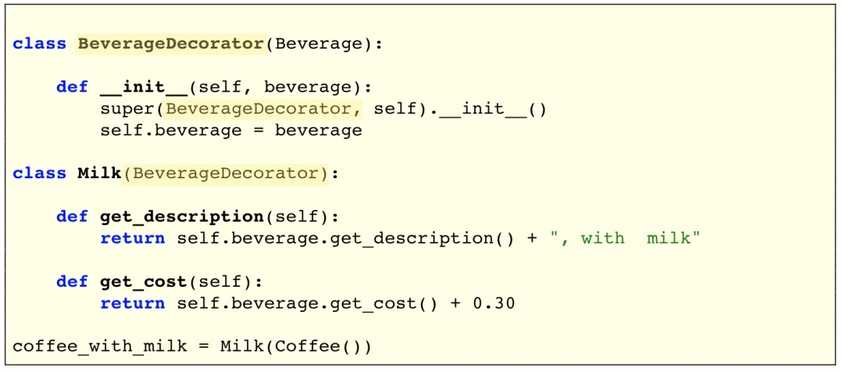 class BeverageDecorator(Beverage):
def __init__(self, beverage):
super(BeverageDecorator, self).__init__()
self.beverage = beverage
class Milk(BeverageDecorator):
def get_description(self):
return self.beverage.get_description() + ", with  milk"
def get_cost(self):
return self.beverage.get_cost() + 0.30
coffee_with_milk = Milk(Coffee())